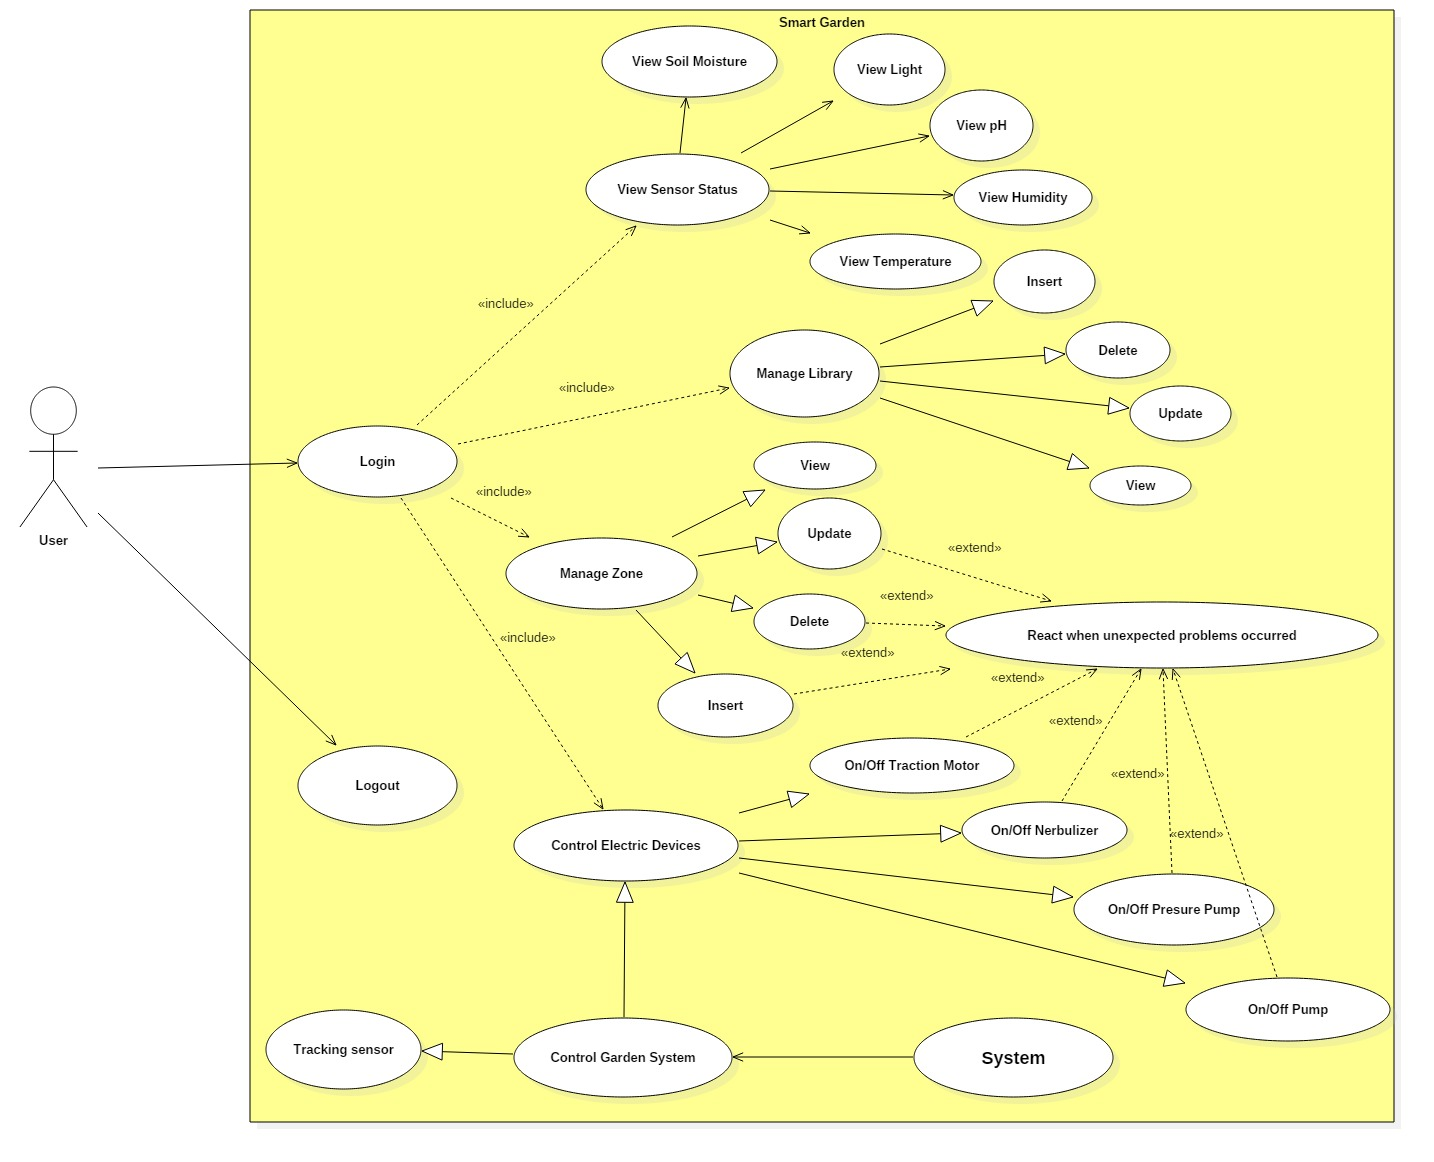 Smart Garden
View Soil Moisture
View Light
View pH
View Sensor Status
View Humidity
View Temperature
Insert
«include»
Delete
Manage Library
«include»
Update
Login
View
View
«include»
Update
«extend»
User
Manage Zone
«extend»
Delete
React when unexpected problems occurred
«include»
«extend»
«extend»
Insert
«extend»
On/Off Traction Motor
«extend»
Logout
On/Off Nerbulizer
«extend»
Control Electric Devices
On/Off Presure Pump
On/Off Pump
Tracking sensor
Control Garden System
System